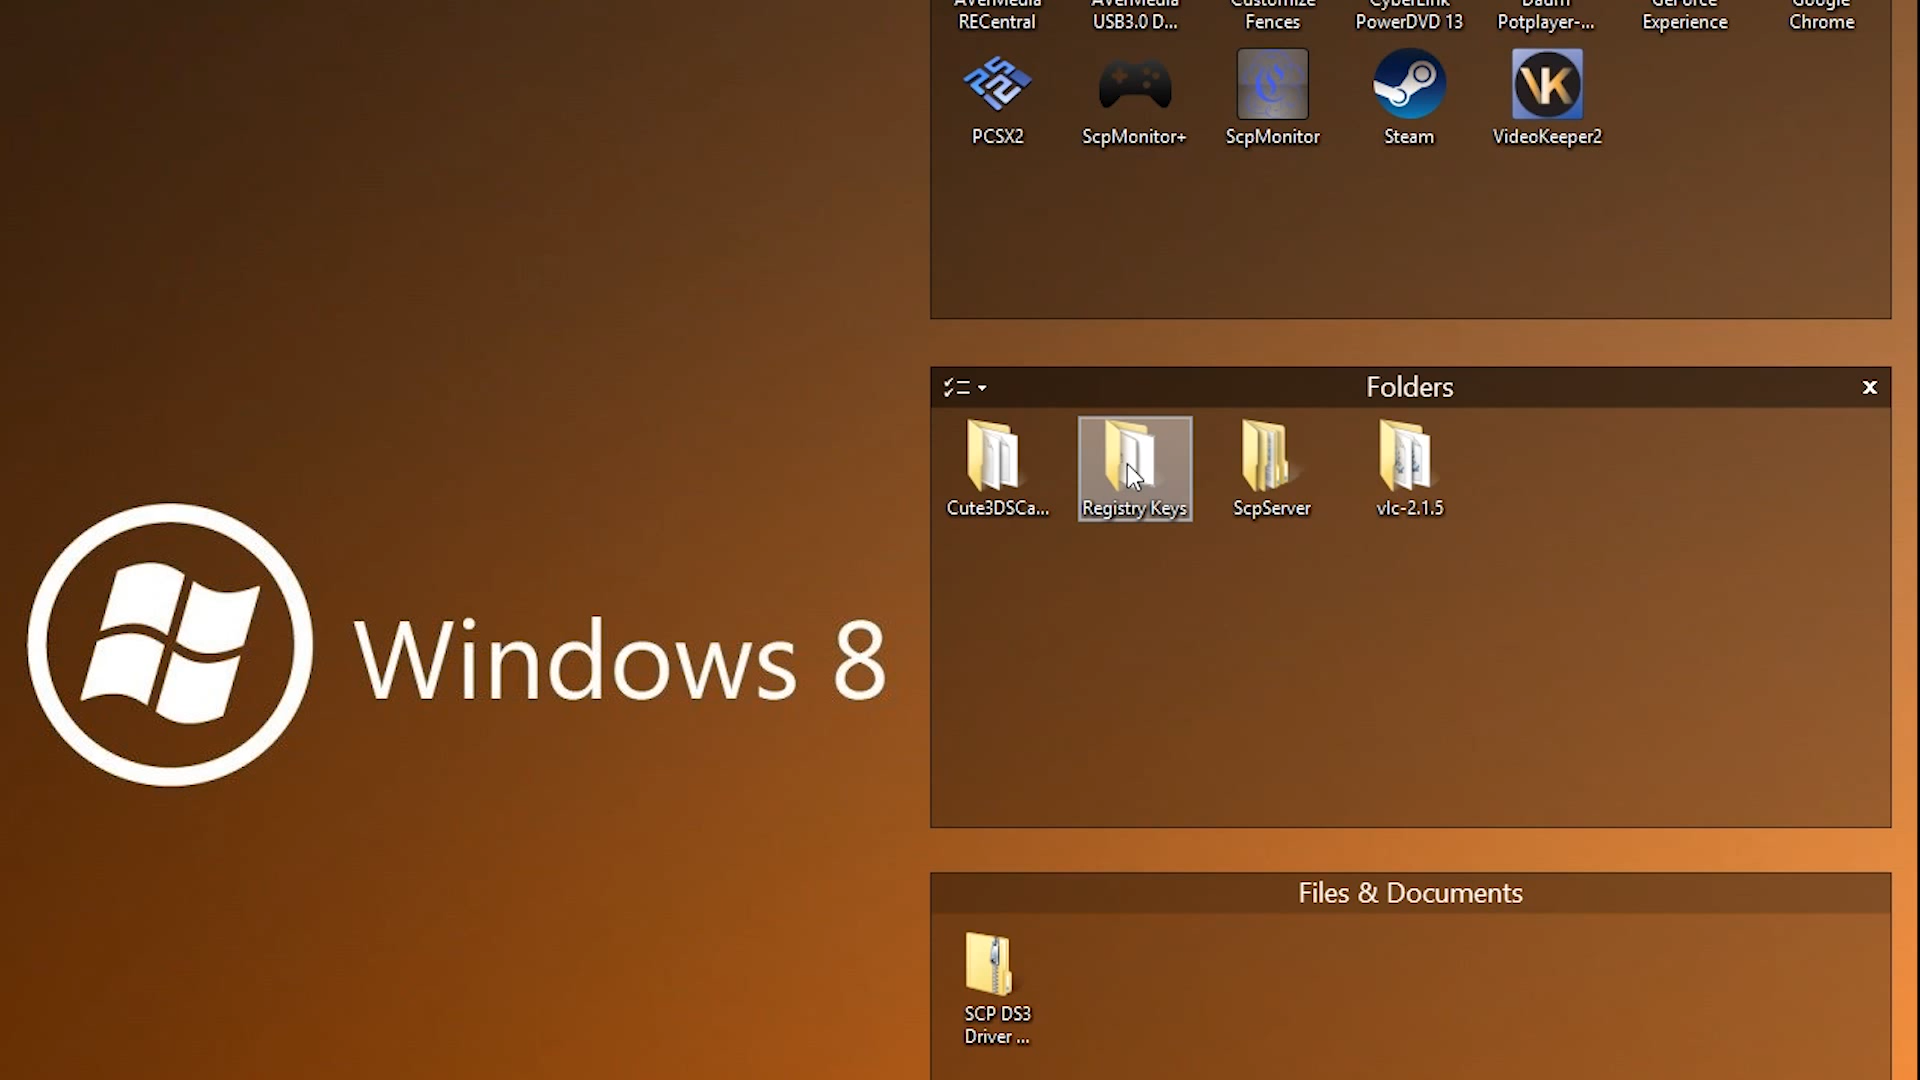 AVerMedia AVerMedia Customize CyberLink Daum GeForce Google
RECentral USB3.0 D... Fences PowerDVD 13 Potplayer-... Experience Chrome
PCSX2 ScpMonitor+ ScpMonitor Steam VideoKeeper2
Folders
Cute3DSCa... Registry Keys ScpServer vlc-2.1.5
Windows 8
Files & Documents
SCP DS3
Driver ...